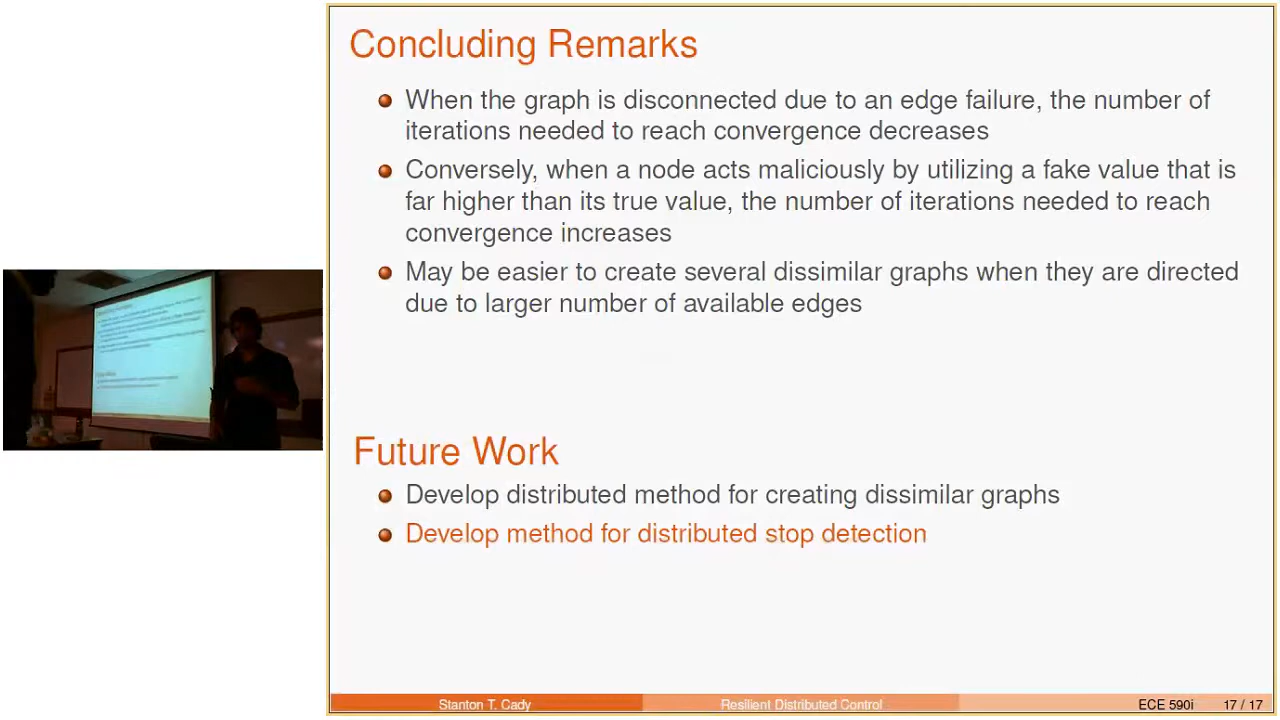 Concluding Remarks
When the graph is disconnected due to an edge failure, the number of
iterations needed to reach convergence decreases
Conversely, when a node acts maliciously by utilizing a fake value that is
far higher than its true value, the number of iterations needed to reach
convergence increases
May be easier to create several dissimilar graphs when they are directed
due to larger number of available edges
Future Work
Develop distributed method for creating dissimilar graphs
Develop method for distributed stop detection
Stanton T. Cady
Resilient Distributed Control
ECE 590i
17 / 17